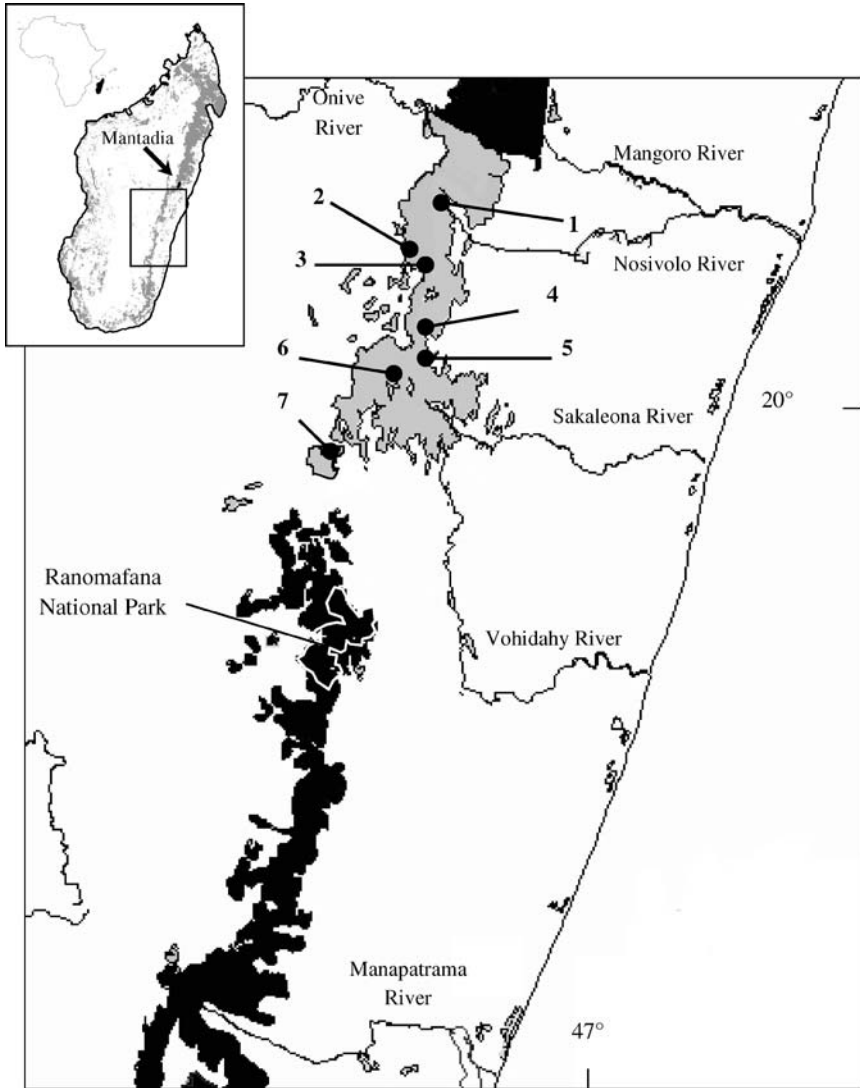 Mantadia
Onive
River
Mangoro River
2
1
3
Nosivolo River
4
6
5
7
20°
Sakaleona River
Ranomafana
National Park
Vohidahy River
Manapatrama
River
47°